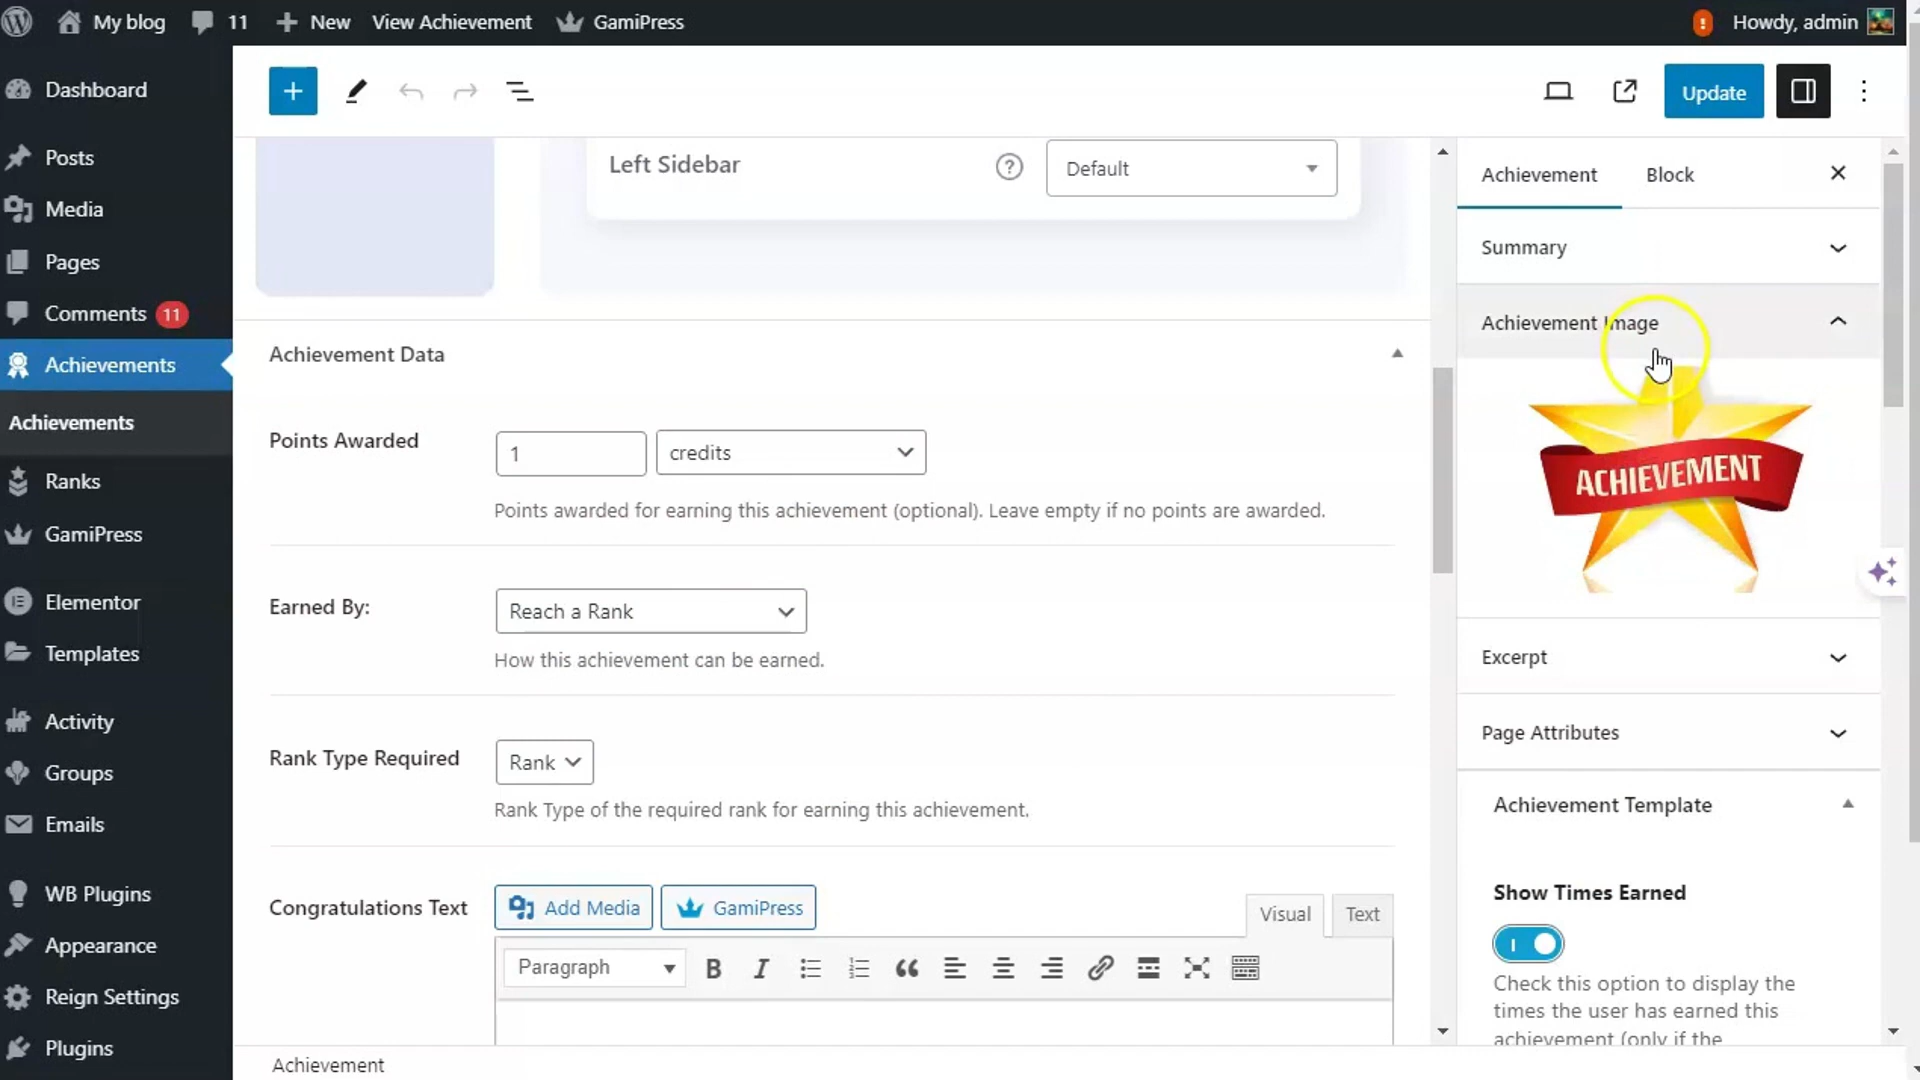 My blog
11
New
View Achievement
GamiPress
Howdy, admin
Dashboard
Posts
Media
Pages
Comments 11
Achievements
Achievements
Ranks
GamiPress
Elementor
Templates
Activity
Groups
Emails
WB Plugins
Appearance
Reign Settings
Plugins
Update
Left Sidebar
Default
Achievement Data
Points Awarded
1
credits
Points awarded for earning this achievement (optional). Leave empty if no points are awarded.
Earned By:
Reach a Rank
How this achievement can be earned.
Rank Type Required
Rank
Rank Type of the required rank for earning this achievement.
Congratulations Text
Add Media
GamiPress
Visual
Text
Paragraph
B I
Achievement
Achievement
Block
Summary
Achievement Image
ACHIEVEMENT
Excerpt
Page Attributes
Achievement Template
Show Times Earned
Check this option to display the
times the user has earned this
achievement (only if the